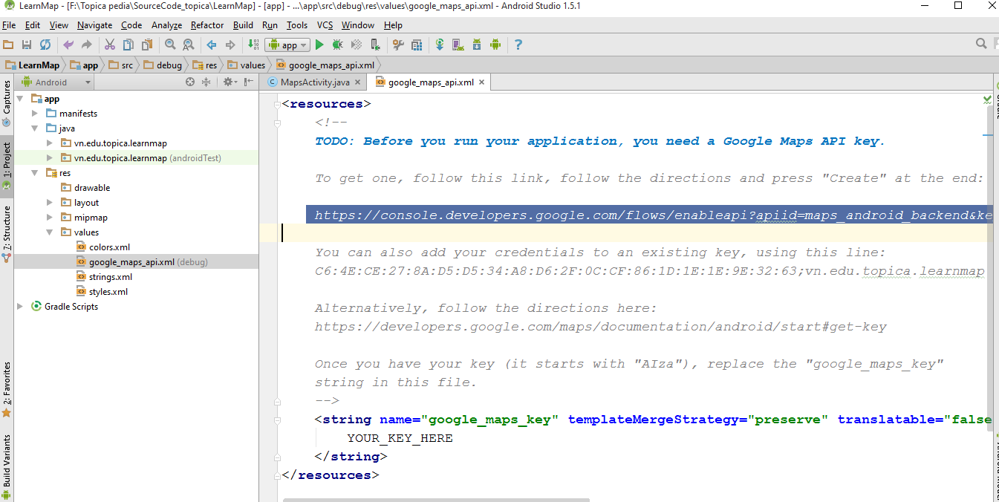 LearnMap - [F:\Topica pedia\SourceCode_topica\LearnMap] - [app] - ...\app\src\debug\res\values\google_maps_api.xml - Android Studio 1.5.1
File Edit View Navigate Code Analyze Refactor Build Run Tools VCS Window Help
app
LearnMap app src debug res values google_maps_api.xml
Android
MapsActivity.java
google_maps_api.xml
Captures
1: Project
7: Structure
2: Favorites
Build Variants
app
manifests
java
vn.edu.topica.learnmap
vn.edu.topica.learnmap (androidTest)
res
drawable
layout
mipmap
values
colors.xml
google_maps_api.xml (debug)
strings.xml
styles.xml
Gradle Scripts
<resources>
<!--
TODO: Before you run your application, you need a Google Maps API key.
To get one, follow this link, follow the directions and press "Create" at the end:
https://console.developers.google.com/flows/enableapi?apiid=maps_android_backend&ke
You can also add your credentials to an existing key, using this line:
C6:4E:CE:27:8A:D5:D5:34:A8:D6:2F:0C:CF:86:1D:1E:1E:9E:32:63;vn.edu.topica.learnmap
Alternatively, follow the directions here:
https://developers.google.com/maps/documentation/android/start#get-key
Once you have your key (it starts with "AIza"), replace the "google_maps_key"
string in this file.
-->
<string name="google_maps_key" templateMergeStrategy="preserve" translatable="false
YOUR_KEY_HERE
</string>
</resources>